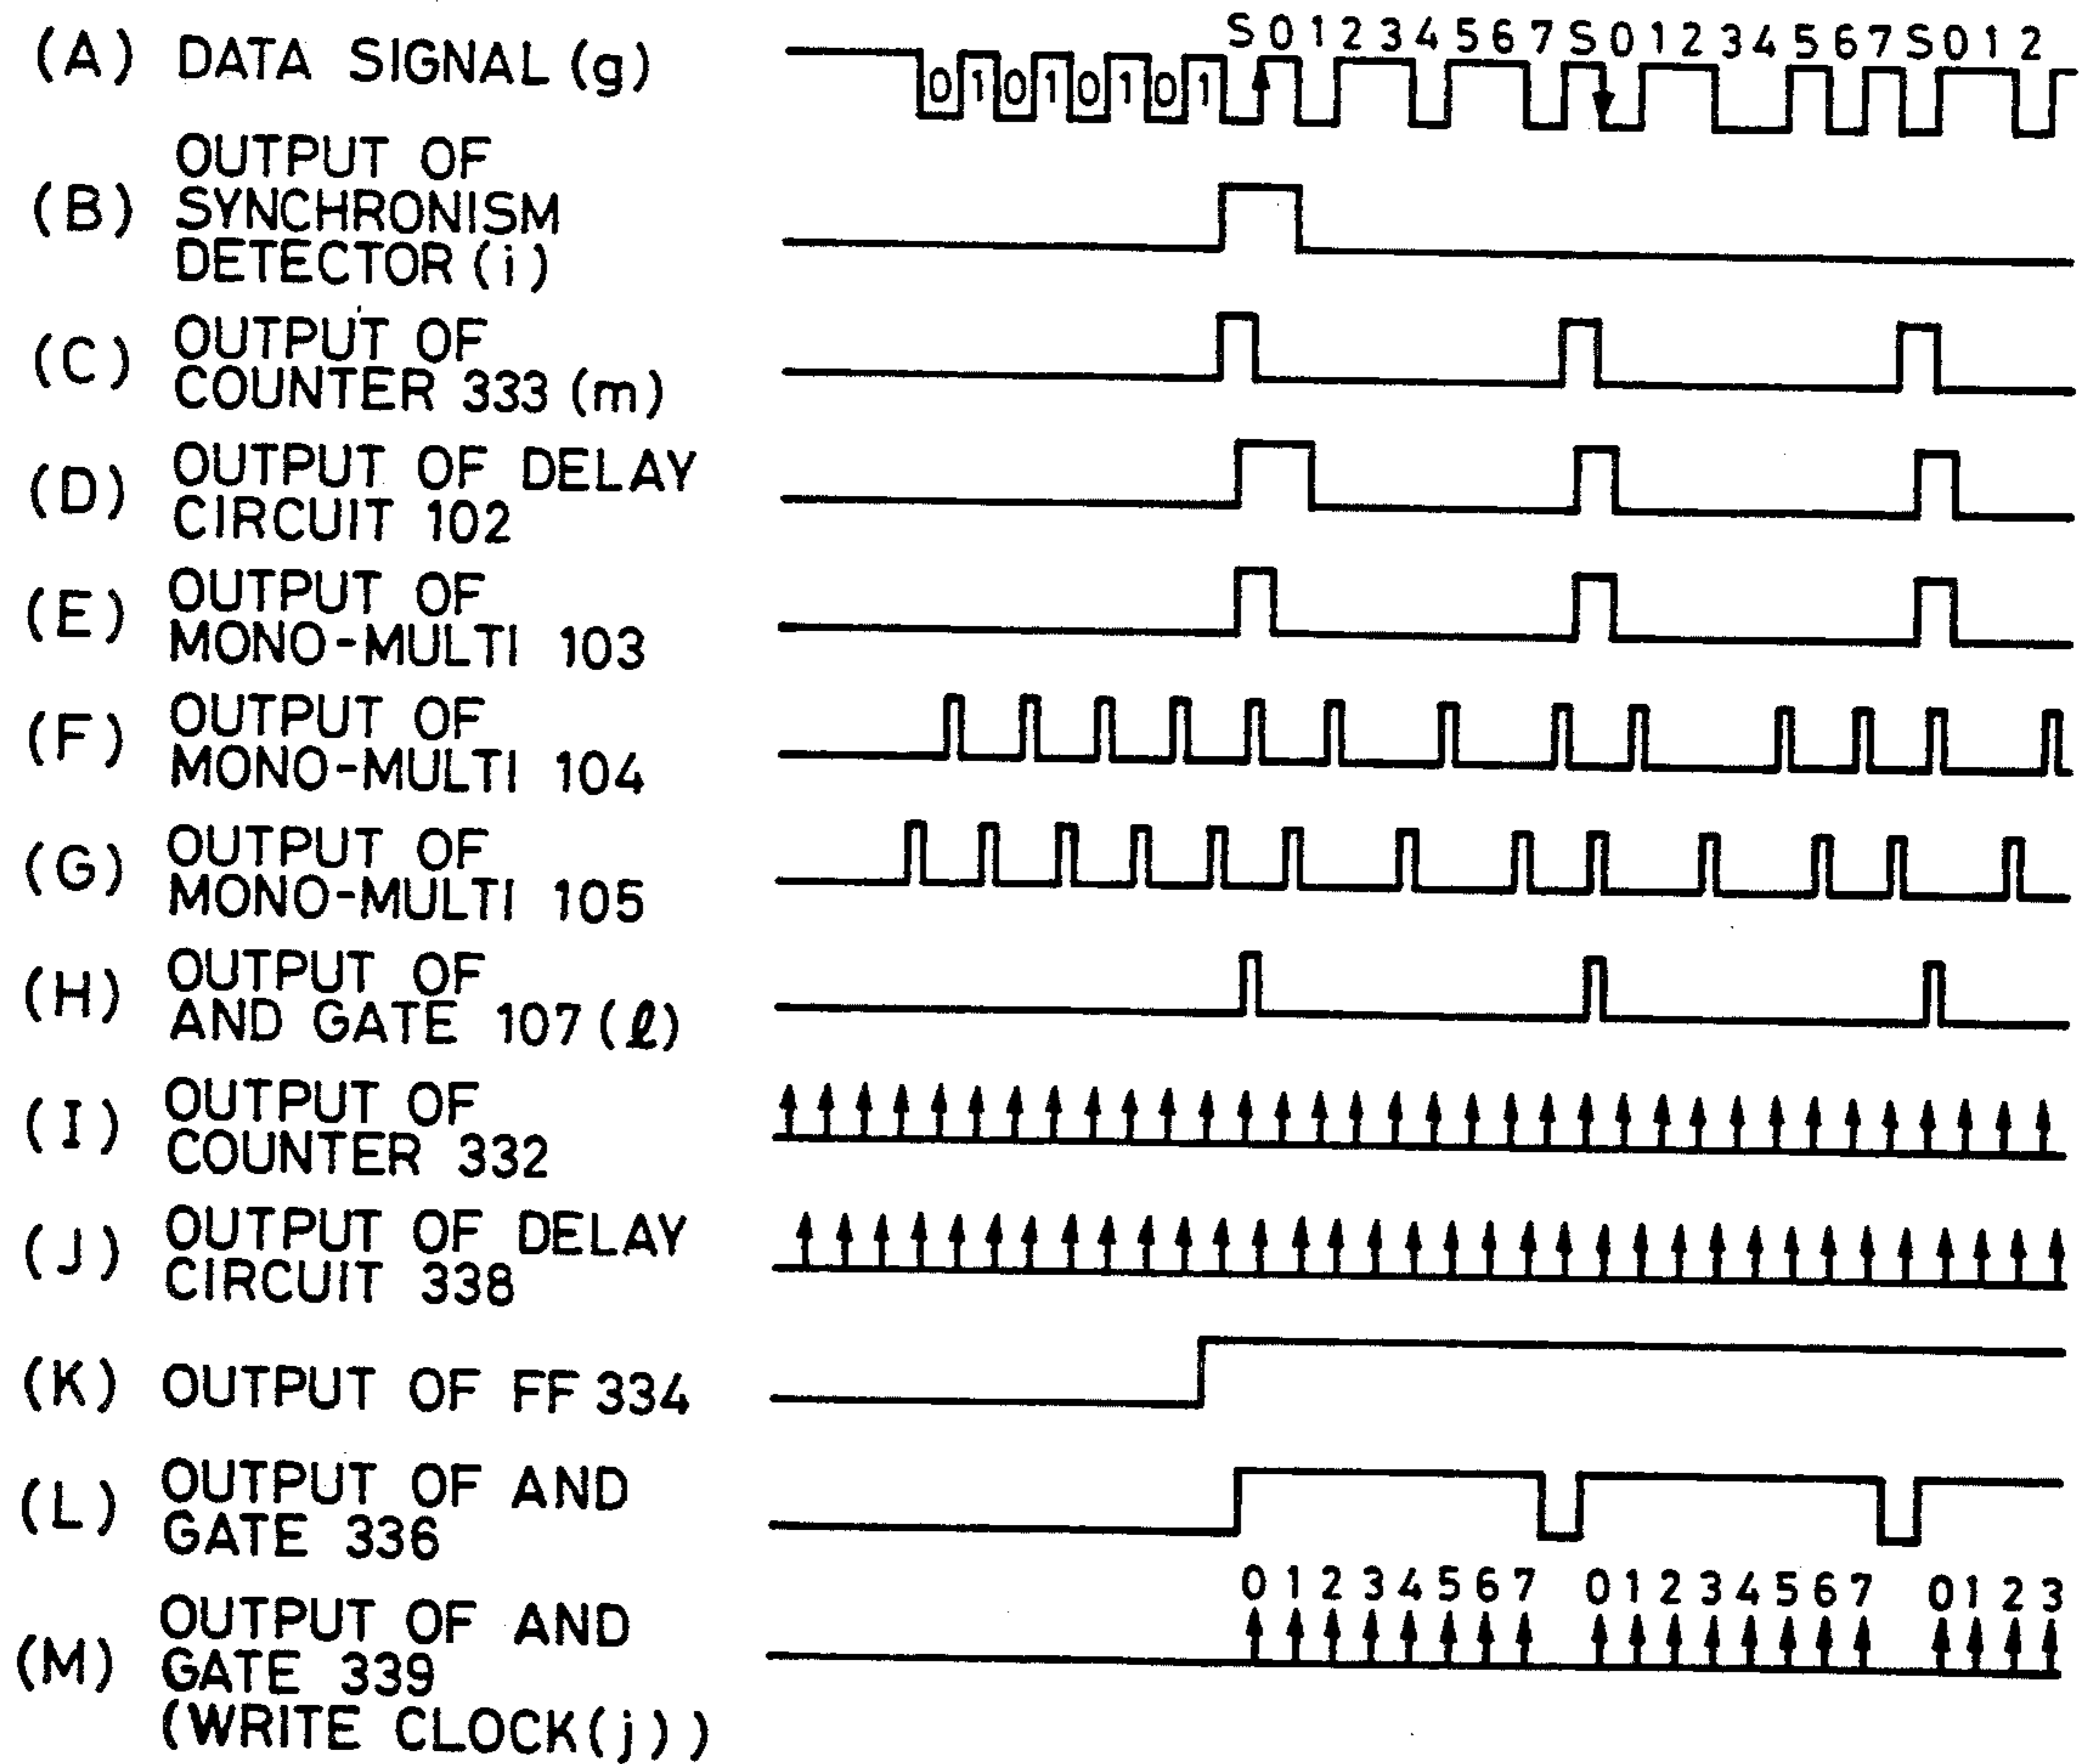 S 0 1 2 3 4 5 6 7 S 0 1 2 3 4 5 6 7 S 0 1 2
(A) DATA SIGNAL (g)
0 1 0 1 0 1 0 1
OUTPUT OF
(B) SYNCHRONISM
DETECTOR (i)
(C) OUTPUT OF
COUNTER 333 (m)
(D) OUTPUT OF DELAY
CIRCUIT 102
(E) OUTPUT OF
MONO-MULTI 103
(F) OUTPUT OF
MONO-MULTI 104
(G) OUTPUT OF
MONO-MULTI 105
(H) OUTPUT OF
AND GATE 107 (ℓ)
(I) OUTPUT OF
COUNTER 332
(J) OUTPUT OF DELAY
CIRCUIT 338
(K) OUTPUT OF FF 334
(L) OUTPUT OF AND
GATE 336
0 1 2 3 4 5 6 7 0 1 2 3 4 5 6 7 0 1 2 3
OUTPUT OF AND
(M) GATE 339
(WRITE CLOCK (j))